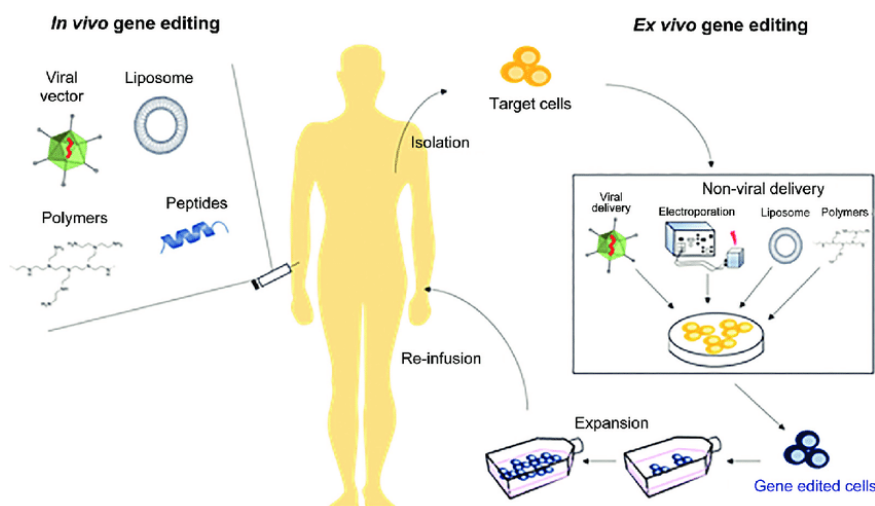 In vivo gene editing
Viral
vector
Liposome
Polymers
Peptides
Ex vivo gene editing
Target cells
Isolation
Non-viral delivery
Viral
delivery
Electroporation
Liposome
Polymers
Re-infusion
Expansion
Gene edited cells